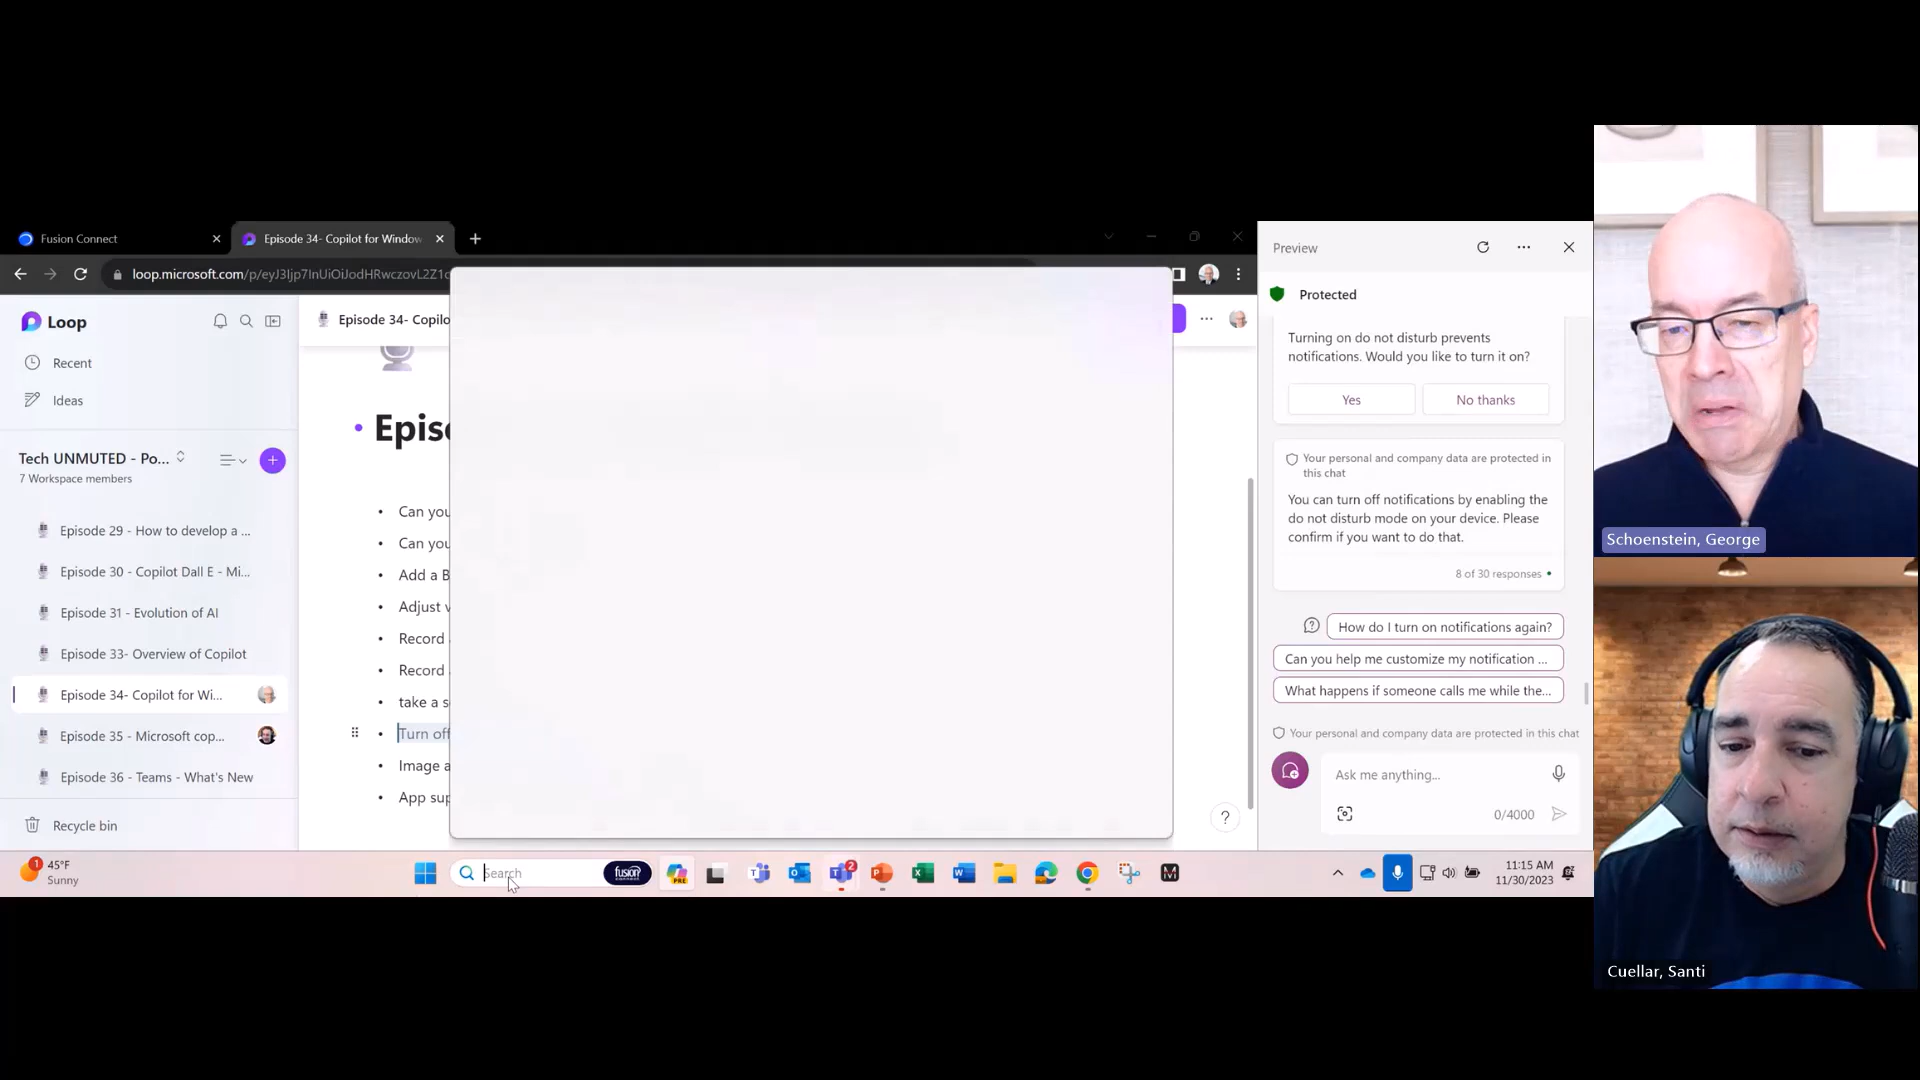 Fusion Connect
Episode 34- Copilot for Window
loop.microsoft.com/p/
Loop
Recent
Ideas
Tech UNMUTED - Po...
7 Workspace members
Episode 29 - How to develop a ...
Episode 30 - Copilot Dall E - Mi...
Episode 31 - Evolution of AI
Episode 33- Overview of Copilot
Episode 34- Copilot for Wi...
Episode 35 - Microsoft cop...
Episode 36 - Teams - What's New
Recycle bin
Episode 34- Copilo
Epis
Can you
Can you
Add a B
Adjust
Record
Record
take a s
Turn off
Image a
App sup
?
Preview
Protected
Turning on do not disturb prevents
notifications. Would you like to turn it on?
Yes
No thanks
Your personal and company data are protected in
this chat
You can turn off notifications by enabling the
do not disturb mode on your device. Please
confirm if you want to do that.
8 of 30 responses
How do I turn on notifications again?
Can you help me customize my notification ...
What happens if someone calls me while the...
Your personal and company data are protected in this chat
Ask me anything...
0/4000
1
45°F
Sunny
Search
fusion
PRE
2
11:15 AM
11/30/2023
Schoenstein, George
Cuellar, Santi